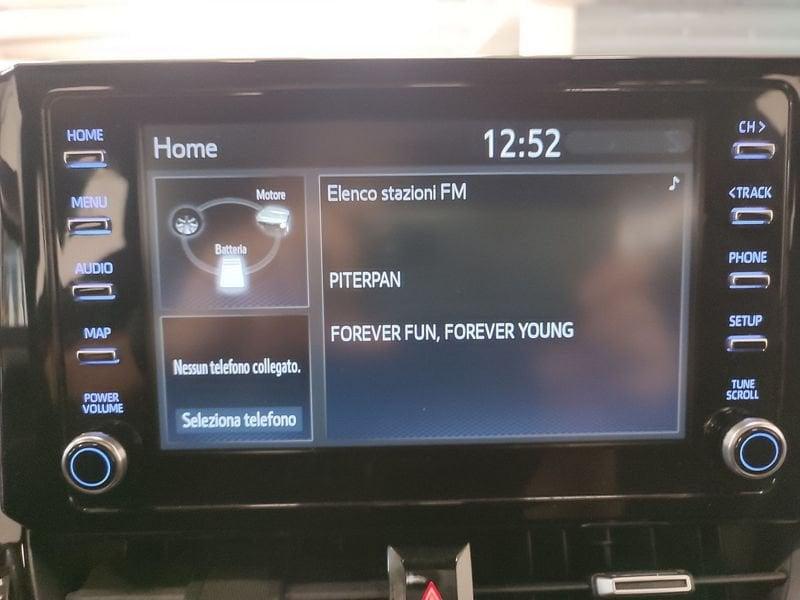 HOME
MENU
AUDIO
MAP
POWER
VOLUME
Home
12:52
Motore
Batteria
Nessun telefono collegato.
Seleziona telefono
Elenco stazioni FM
PITERPAN
FOREVER FUN, FOREVER YOUNG
CH >
<TRACK
PHONE
SETUP
TUNE
SCROLL